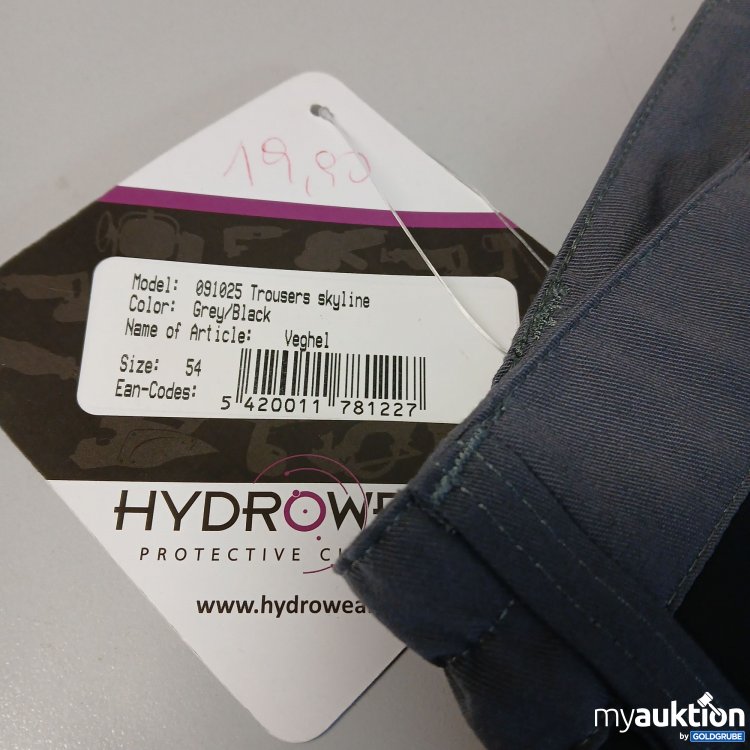 19,90
Model: 091025 Trousers skyline
Color: Grey/Black
Name of Article: Veghel
Size: 54
Ean-Codes:
5 420011 781227
HYDROWE
PROTECTIVE C
www.hydrowea
myauktion
by GOLDGRUBE